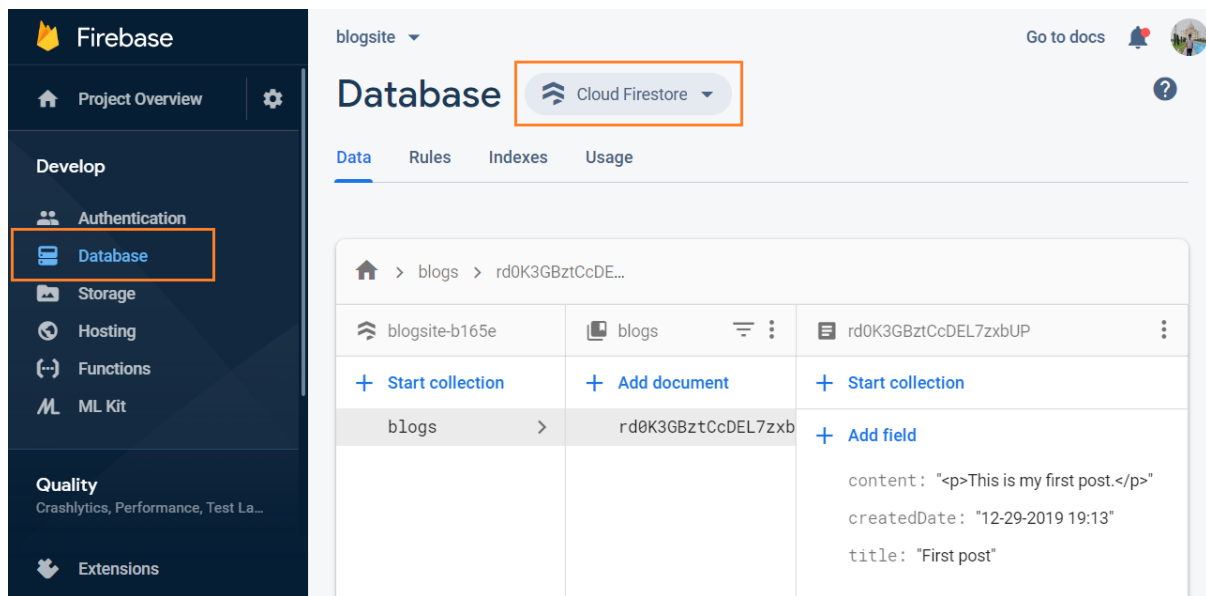 Firebase
Project Overview
Develop
Authentication
Database
Storage
Hosting
Functions
ML Kit
Quality
Crashlytics, Performance, Test La...
Extensions
blogsite
Go to docs
Database
Cloud Firestore
Data Rules Indexes Usage
> blogs > rd0K3GBztCcDE...
blogsite-b165e
+ Start collection
blogs >
blogs
+ Add document
rd0K3GBztCcDEL7zxb
rd0K3GBztCcDEL7zxbUP
+ Start collection
+ Add field
content: "<p>This is my first post.</p>"
createdDate: "12-29-2019 19:13"
title: "First post"